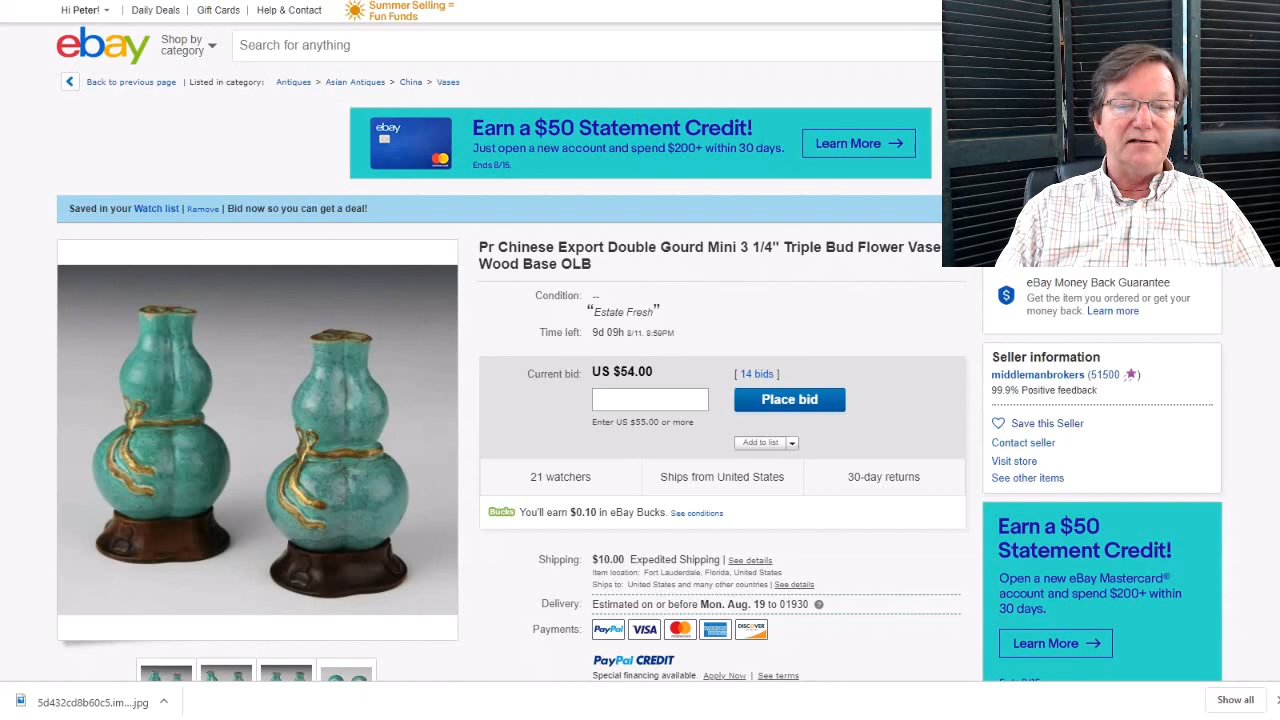 Hi Peter!
Daily Deals
Gift Cards
Help & Contact
Summer Selling =
Fun Funds
ebay
Shop by
category
Search for anything
Back to previous page | Listed in category: Antiques > Asian Antiques > China > Vases
ebay
Earn a $50 Statement Credit!
Just open a new account and spend $200+ within 30 days.
Ends 8/15.
Learn More
Saved in your Watch list | Remove | Bid now so you can get a deal!
Pr Chinese Export Double Gourd Mini 3 1/4" Triple Bud Flower Vase
Wood Base OLB
Condition: --
“Estate Fresh”
Time left: 9d 09h 8/11, 8:59PM
Current bid: US $54.00 [ 14 bids ]
Place bid
Enter US $55.00 or more
Add to list
21 watchers
Ships from United States
30-day returns
Bucks You'll earn $0.10 in eBay Bucks. See conditions
Shipping: $10.00 Expedited Shipping | See details
Item location: Fort Lauderdale, Florida, United States
Ships to: United States and many other countries | See details
Delivery: Estimated on or before Mon. Aug. 19 to 01930
Payments: PayPal VISA DISCOVER
PayPal CREDIT
Special financing available. Apply Now | See terms
eBay Money Back Guarantee
Get the item you ordered or get your
money back. Learn more
Seller information
middlemanbrokers (51500 )
99.9% Positive feedback
Save this Seller
Contact seller
Visit store
See other items
Earn a $50
Statement Credit!
Open a new eBay Mastercard®
account and spend $200+ within
30 days.
Learn More
5d432cd8b60c5.im....jpg
Show all